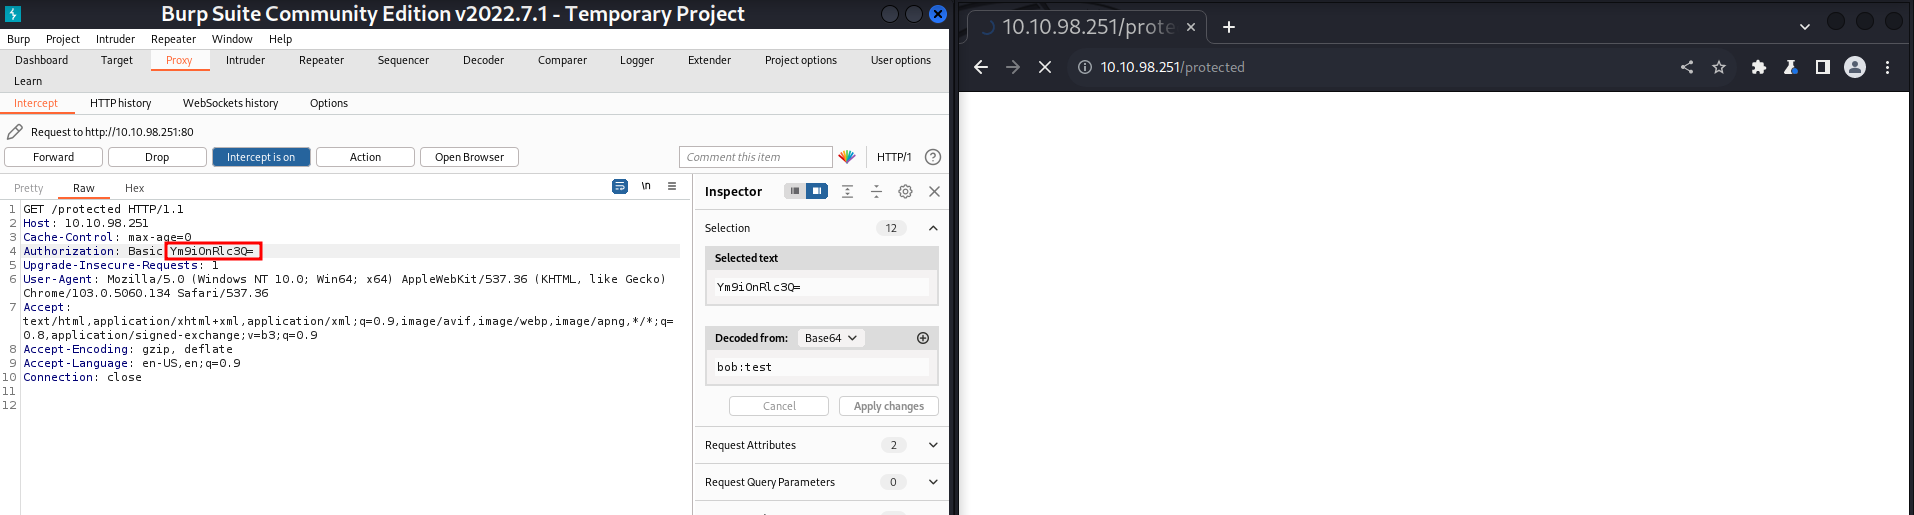 Burp Suite Community Edition v2022.7.1 - Temporary Project
Burp Project Intruder Repeater Window Help
Dashboard Target Proxy Intruder Repeater Sequencer Decoder Comparer Logger Extender Project options User options
Learn
Intercept HTTP history WebSockets history Options
Request to http://10.10.98.251:80
Forward Drop Intercept is on Action Open Browser Comment this item HTTP/1 ?
Pretty Raw Hex \n
1 GET /protected HTTP/1.1
2 Host: 10.10.98.251
3 Cache-Control: max-age=0
4 Authorization: Basic Ym9iOnRlc3Q=
5 Upgrade-Insecure-Requests: 1
6 User-Agent: Mozilla/5.0 (Windows NT 10.0; Win64; x64) AppleWebKit/537.36 (KHTML, like Gecko)
Chrome/103.0.5060.134 Safari/537.36
7 Accept:
text/html,application/xhtml+xml,application/xml;q=0.9,image/avif,image/webp,image/apng,*/*;q=
0.8,application/signed-exchange;v=b3;q=0.9
8 Accept-Encoding: gzip, deflate
9 Accept-Language: en-US,en;q=0.9
10 Connection: close
11
12
Inspector
Selection 12
Selected text
Ym9iOnRlc3Q=
Decoded from: Base64
bob:test
Cancel Apply changes
Request Attributes 2
Request Query Parameters 0
10.10.98.251/prote
10.10.98.251/protected